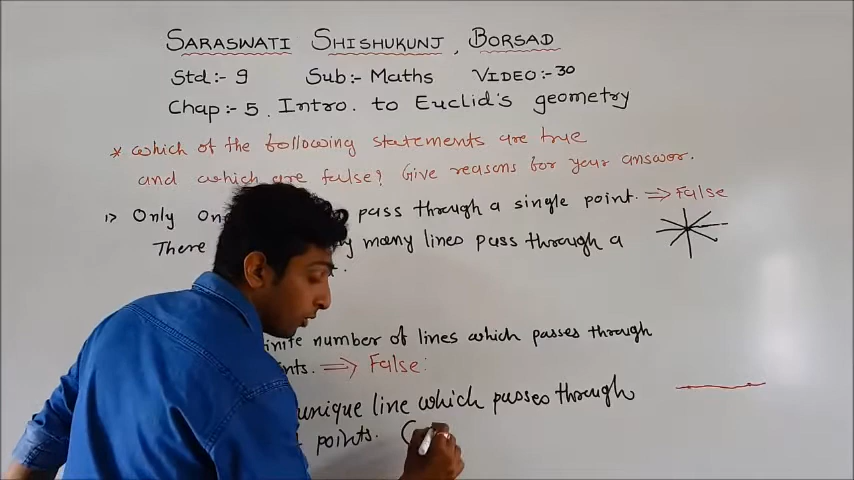 SARASWATI SHISHUKUNJ, BORSAD
Std:- 9 Sub:- Maths VIDEO:- 30
Chap:- 5. Intro. to Euclid's geometry
* which of the following statements are true
and which are false? Give reasons for your answer.
1> Only pass through a single point. => False
There many lines pass through a
number of lines which passes through
=> False:
unique line which passes through
points. (